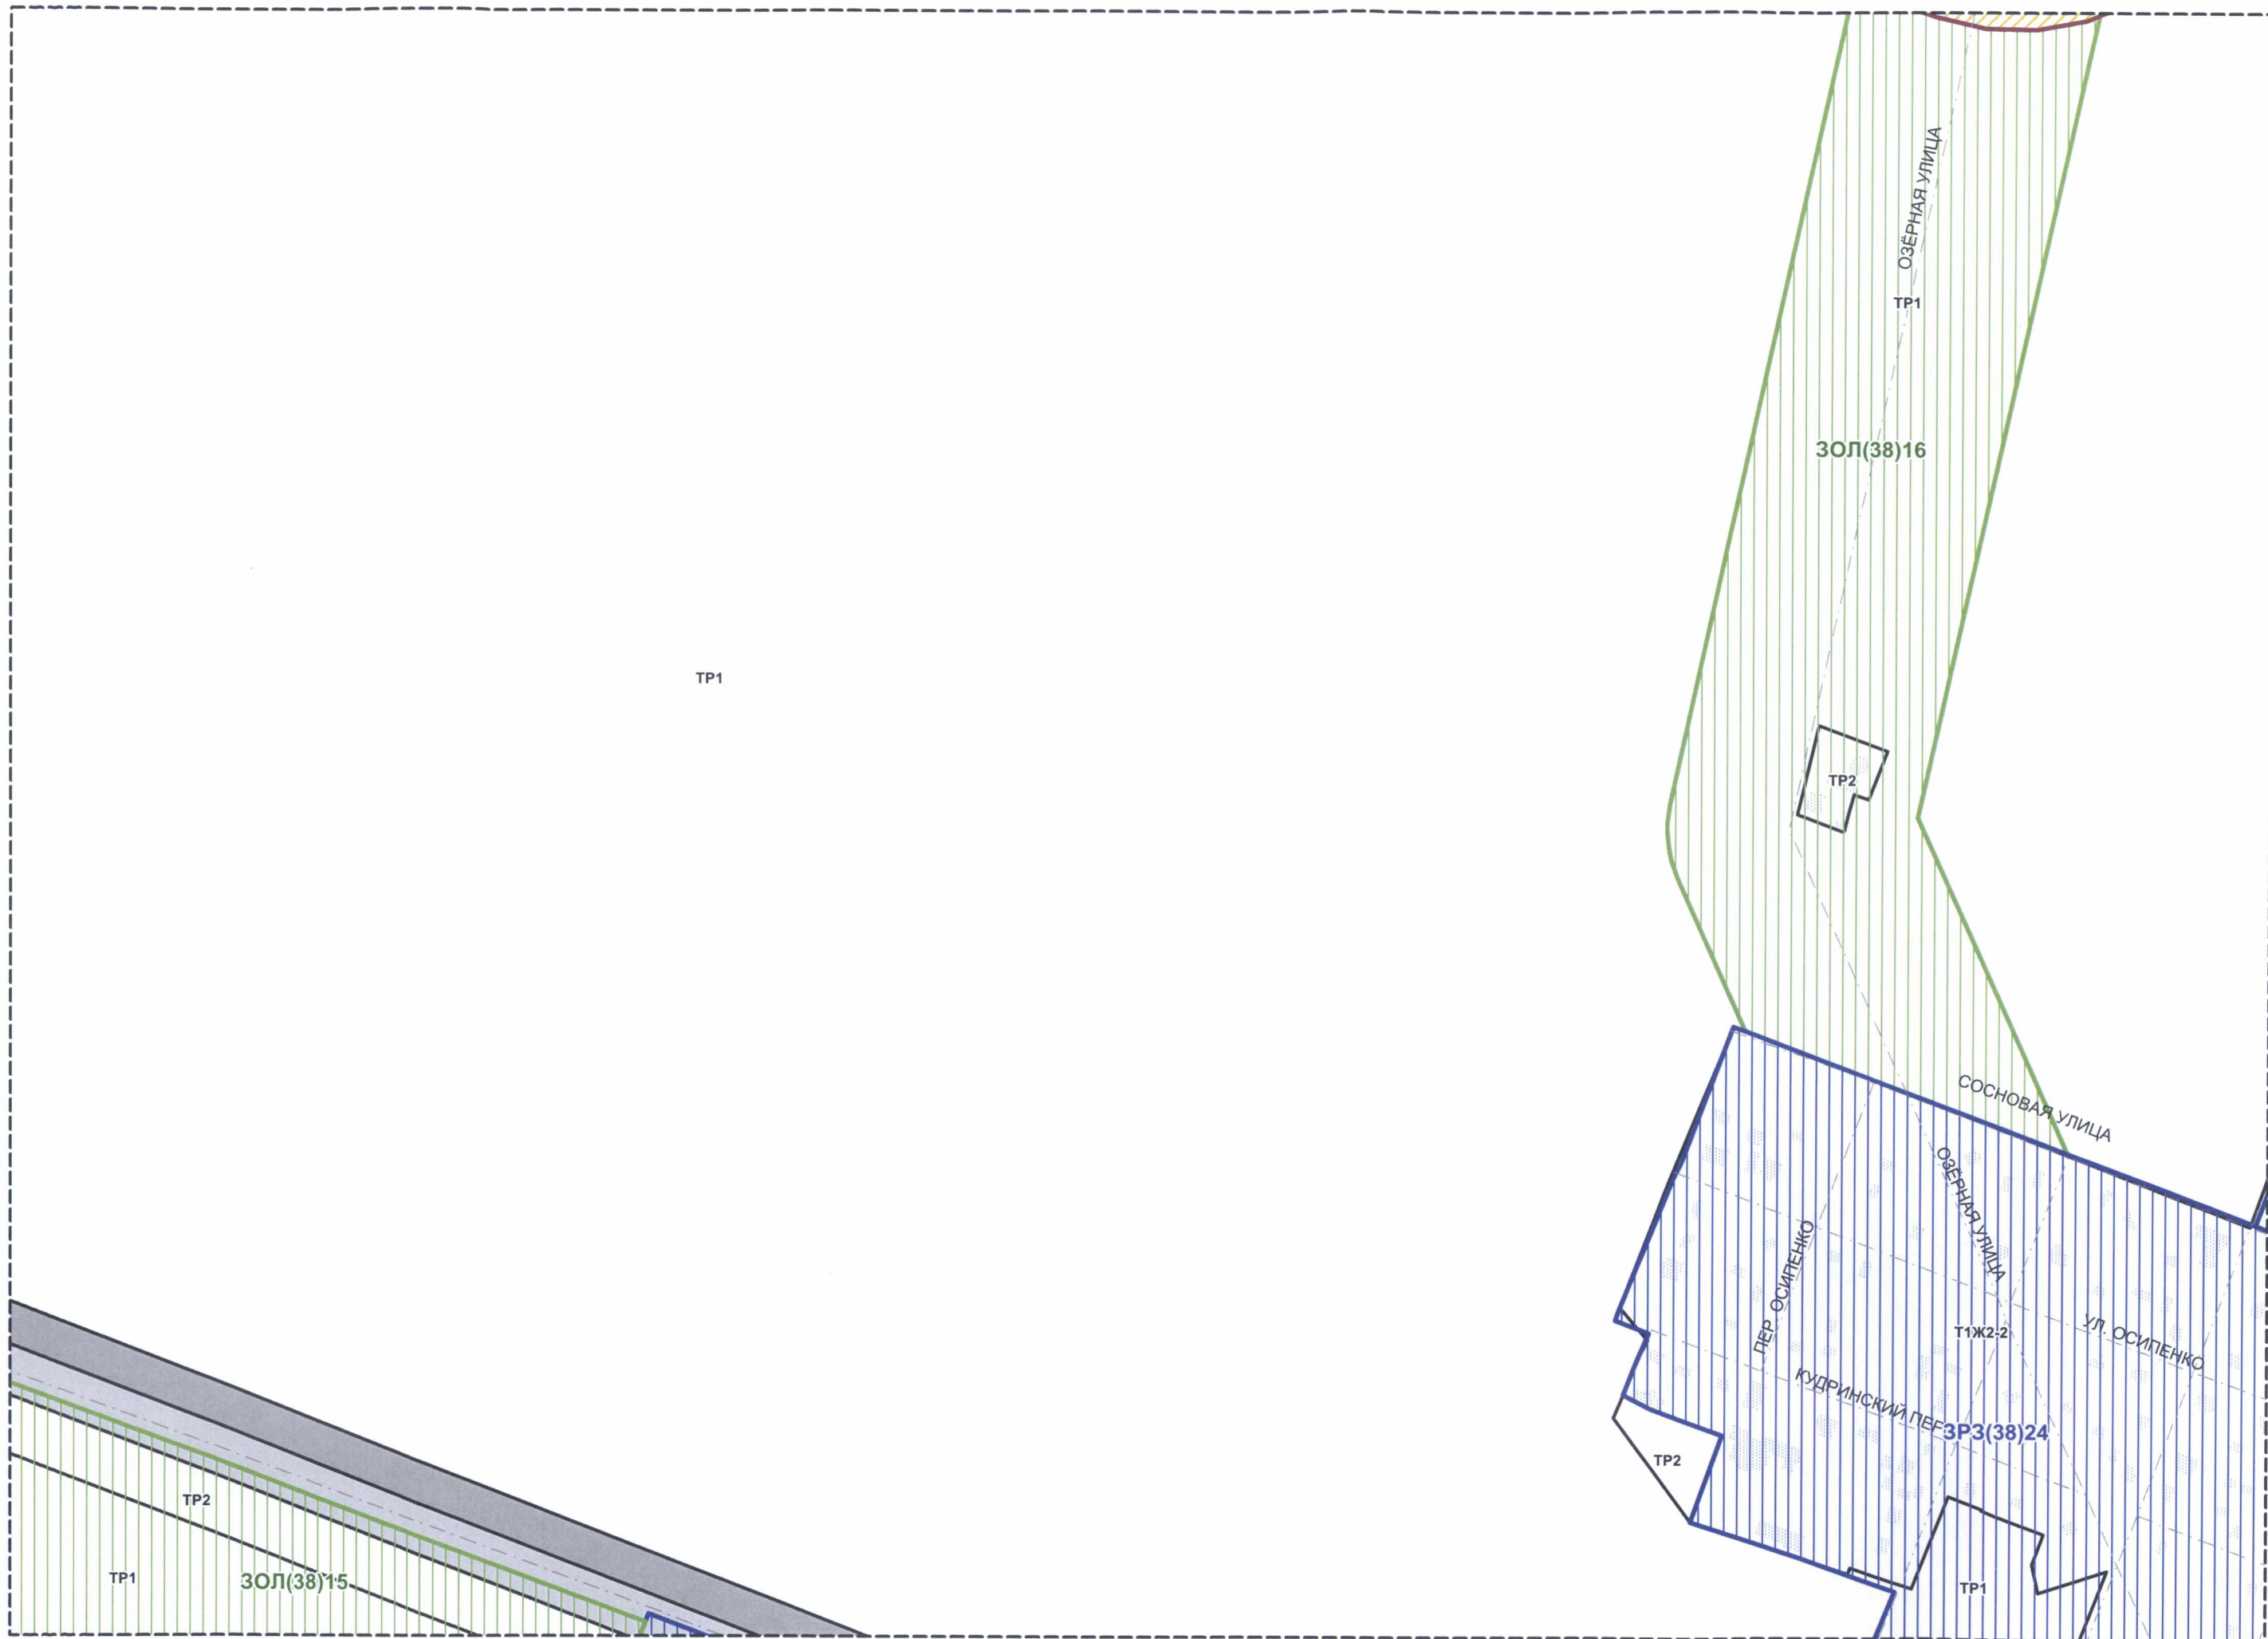 ОЗЁРНАЯ УЛИЦА
ТР1
ЗОЛ(38)16
ТР1
ТР2
СОСНОВАЯ УЛИЦА
ОЗЁРНАЯ УЛИЦА
ПЕР ОСИПЕНКО
Т1Ж2-2
УЛ. ОСИПЕНКО
КУДРИНСКИЙ ПЕР
ЗРЗ(38)24
ТР2
ТР2
ТР1
ЗОЛ(38)15
ТР1